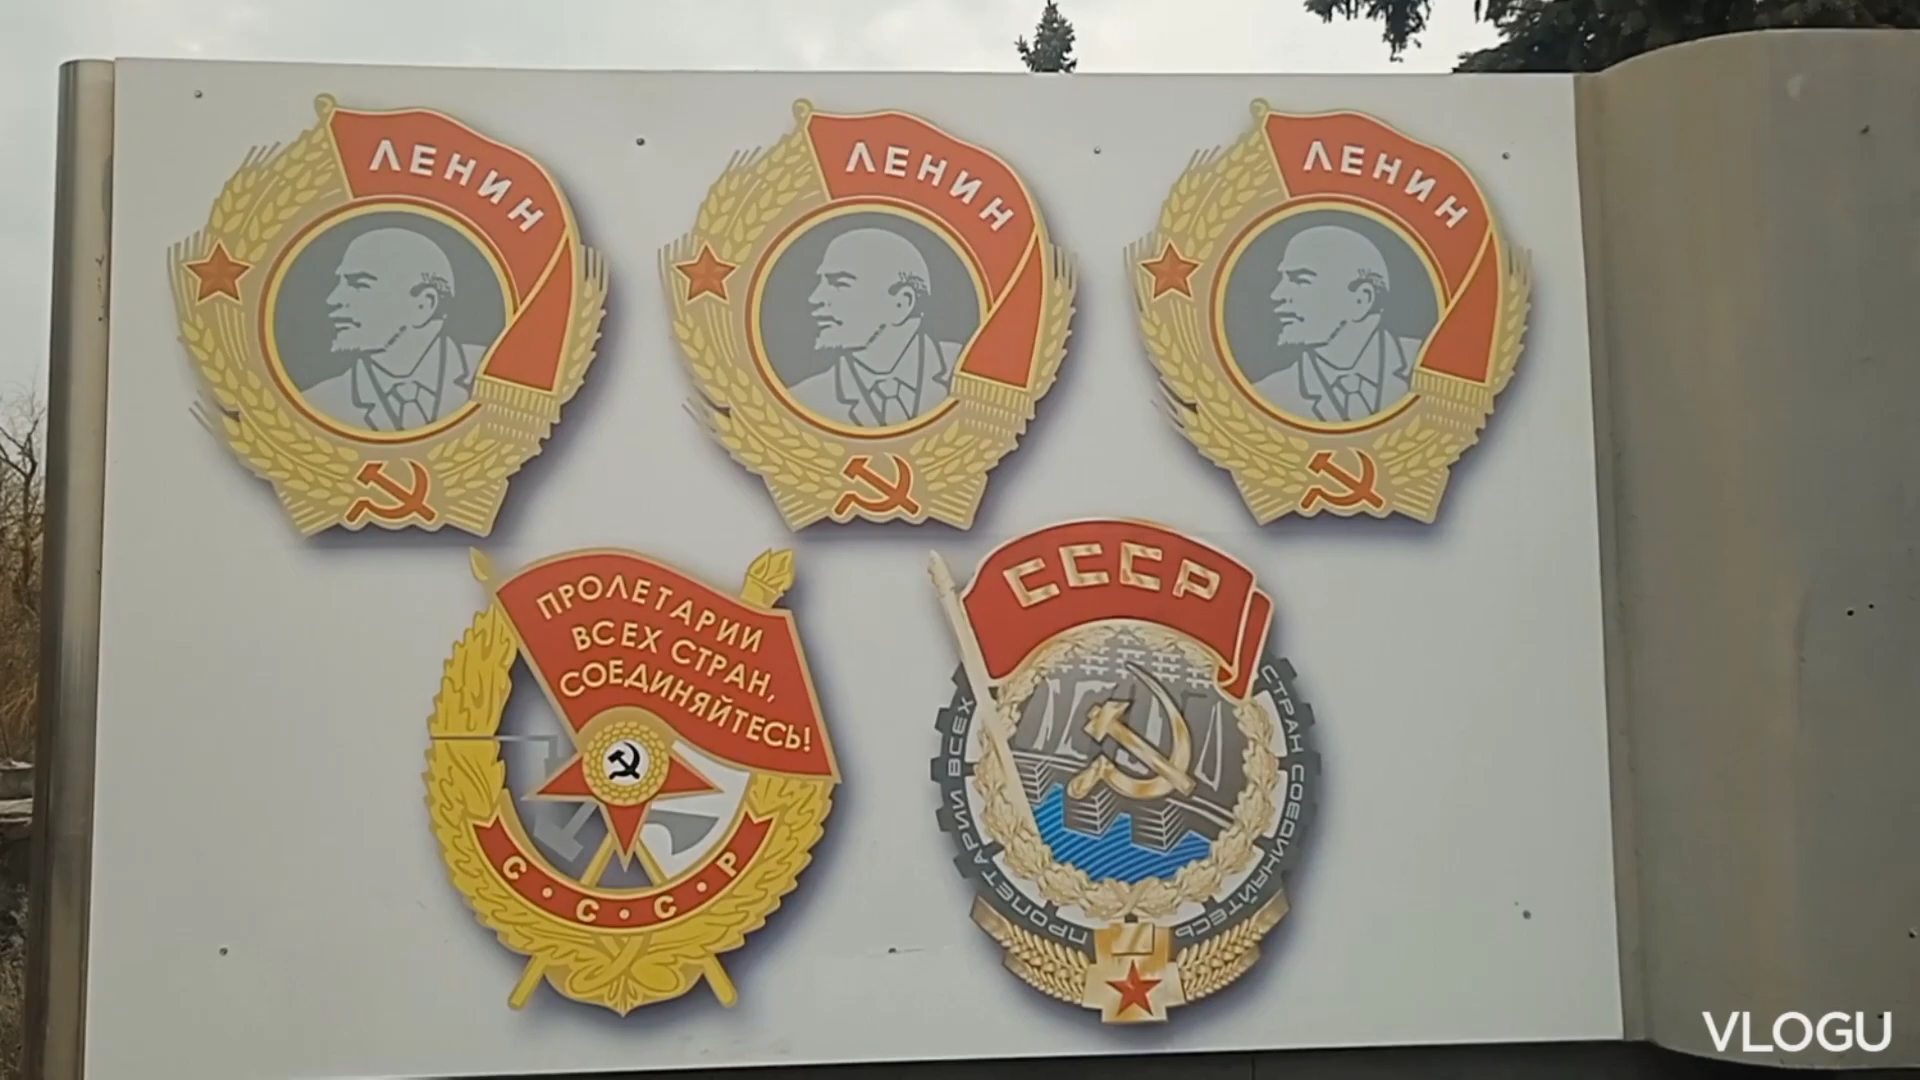 ЛЕНИН
ЛЕНИН
ЛЕНИН
ПРОЛЕТАРИИ
ВСЕХ СТРАН,
СОЕДИНЯЙТЕСЬ!
С·С·С·Р
СССР
ПРОЛЕТАРИИ ВСЕХ СТРАН СОЕДИНЯЙТЕСЬ
VLOGU